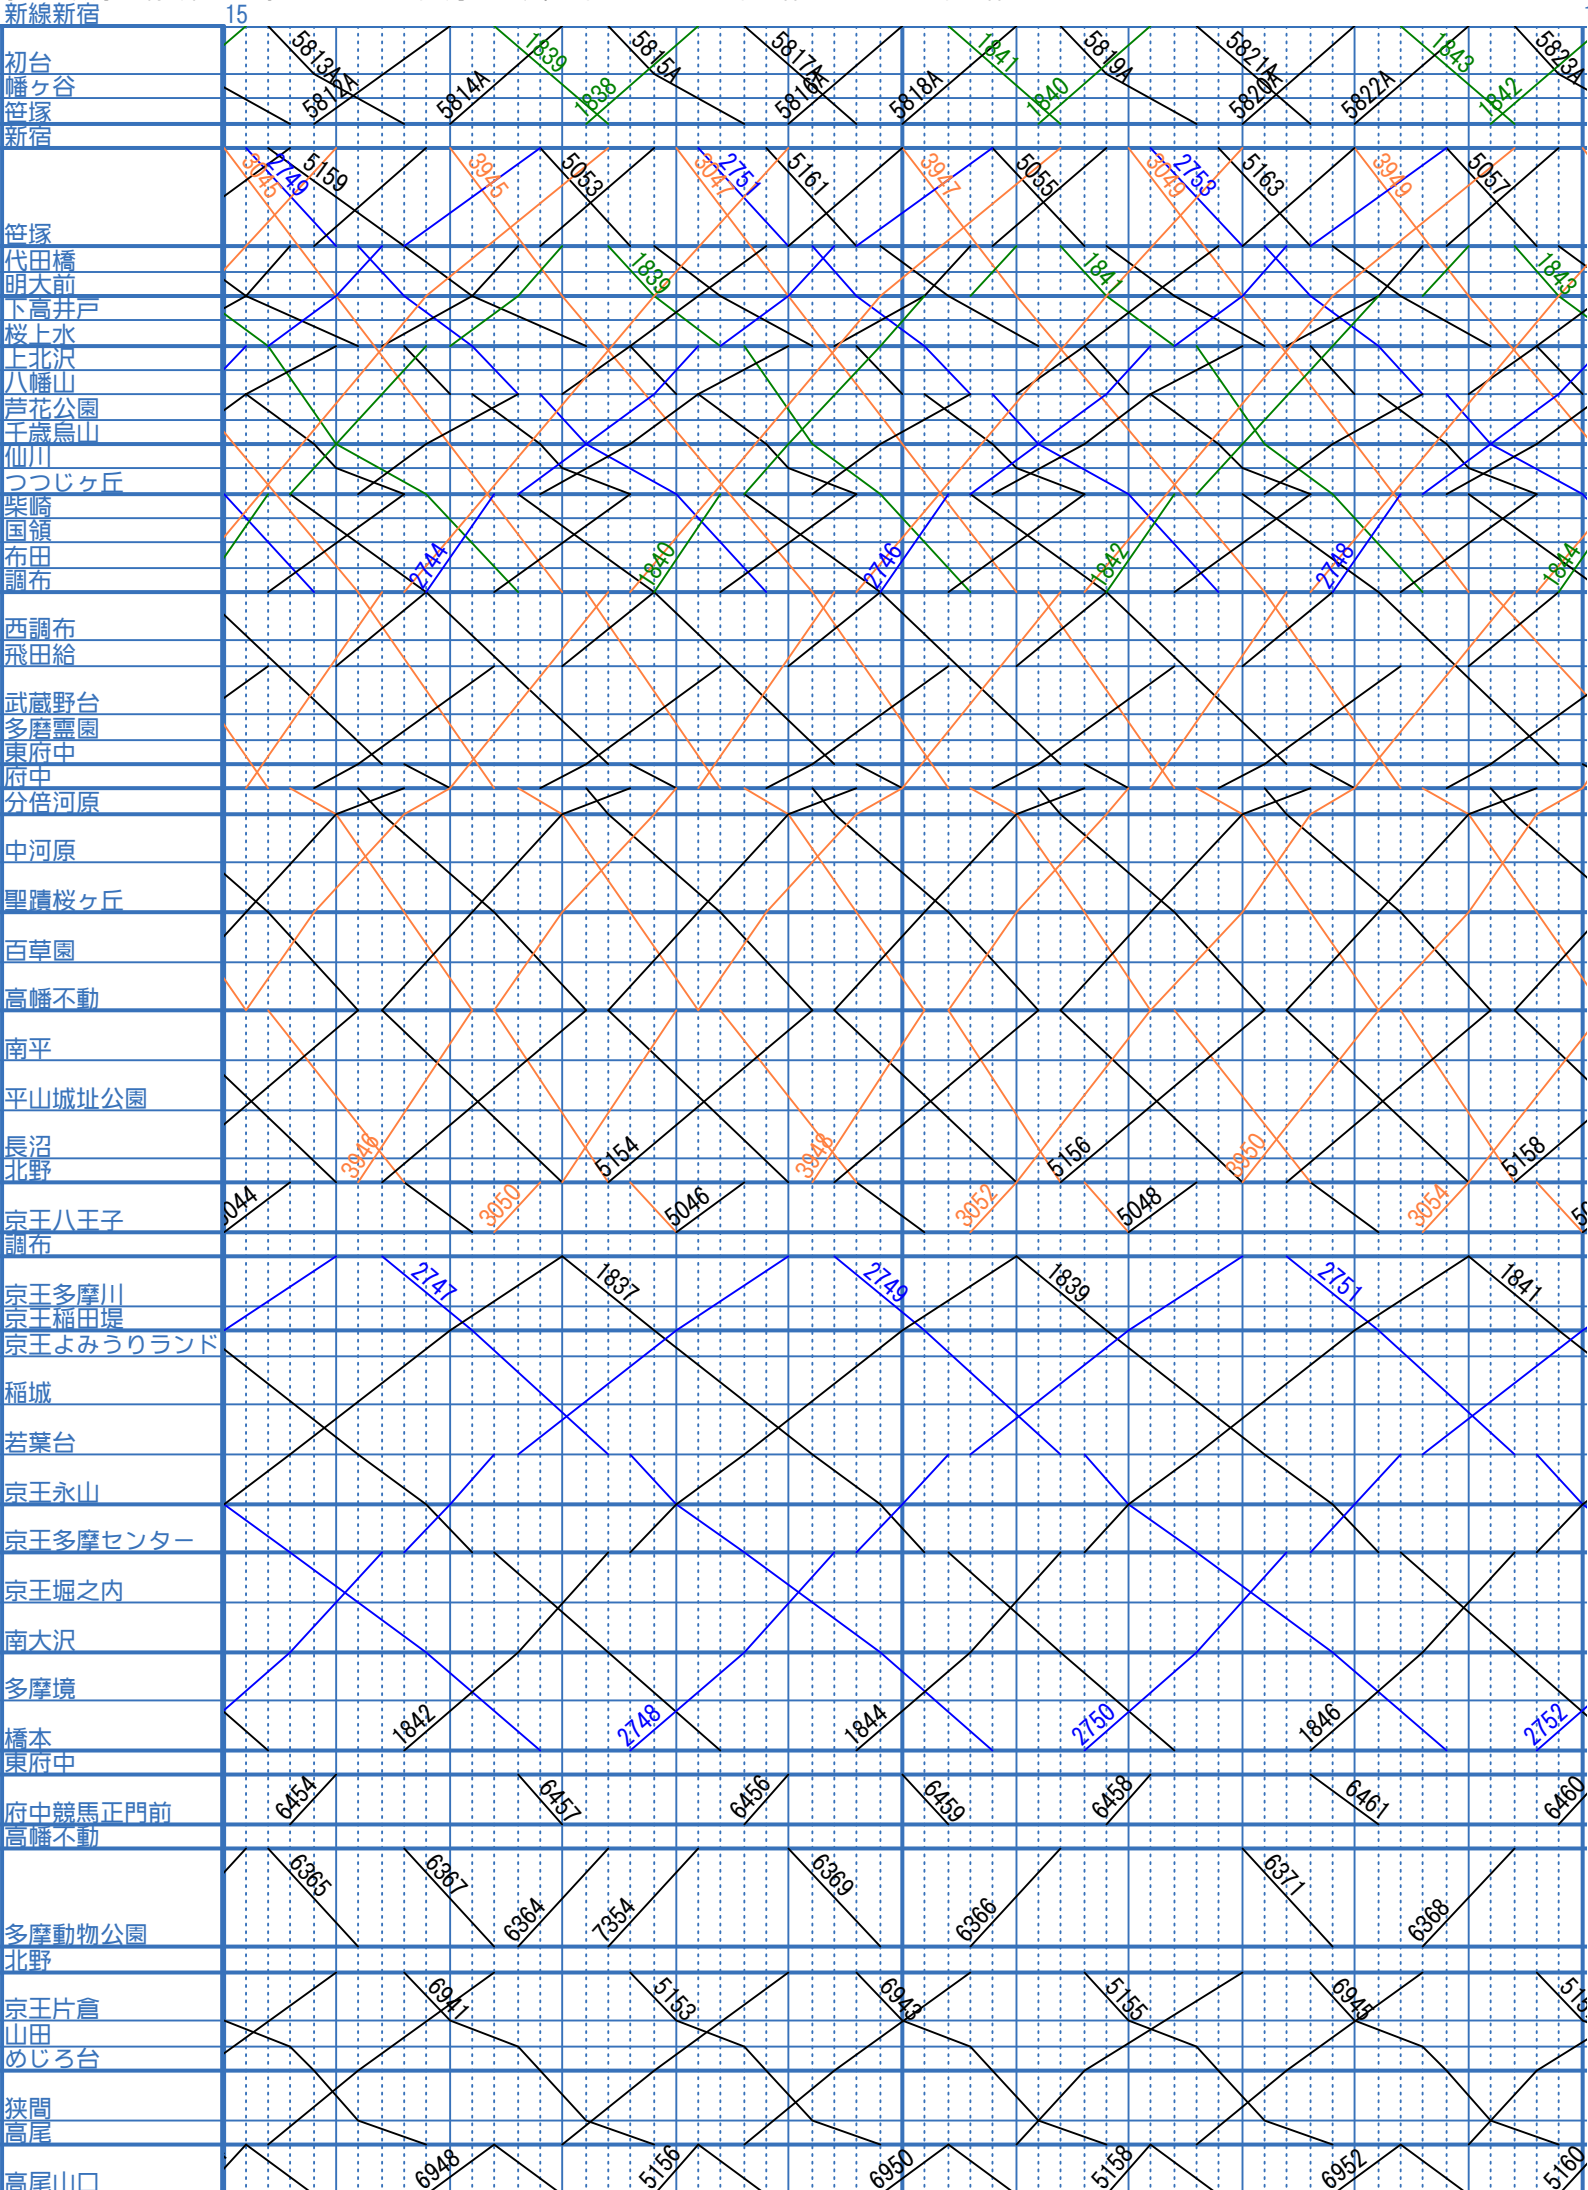 新線新宿 15
初台
幡ヶ谷
笹塚
5813A 5812A 5814A 1839 1838 5815A 5817A 5816A 5818A 1841 1840 5819A 5821A 5820A 5822A 1843 1842 5823A
新宿
笹塚
3045 2749 5159 3945 5053 3047 2751 5161 3947 5055 3049 2753 5163 3949 5057
代田橋
明大前
1839 1841 1843
下高井戸
桜上水
上北沢
八幡山
芦花公園
千歳烏山
仙川
つつじヶ丘
柴崎
国領
布田
調布
2744 1840 2746 1842 2748 1844
西調布
飛田給
武蔵野台
多磨霊園
東府中
府中
分倍河原
中河原
聖蹟桜ヶ丘
百草園
高幡不動
南平
平山城址公園
長沼
北野
3946 5154 3948 5156 3950 5158
京王八王子
5044 3050 5046 3052 5048 3054
調布
京王多摩川
2747 1837 2749 1839 2751 1841
京王稲田堤
京王よみうりランド
稲城
若葉台
京王永山
京王多摩センター
京王堀之内
南大沢
多摩境
橋本
1842 2748 1844 2750 1846 2752
東府中
府中競馬正門前
6454 6457 6456 6459 6458 6461 6460
高幡不動
多摩動物公園
6365 6367 6364 7354 6369 6366 6371 6368
北野
京王片倉
6941 5153 6943 5155 6945
山田
めじろ台
狭間
高尾
高尾山口
6948 5156 6950 5158 6952 5160